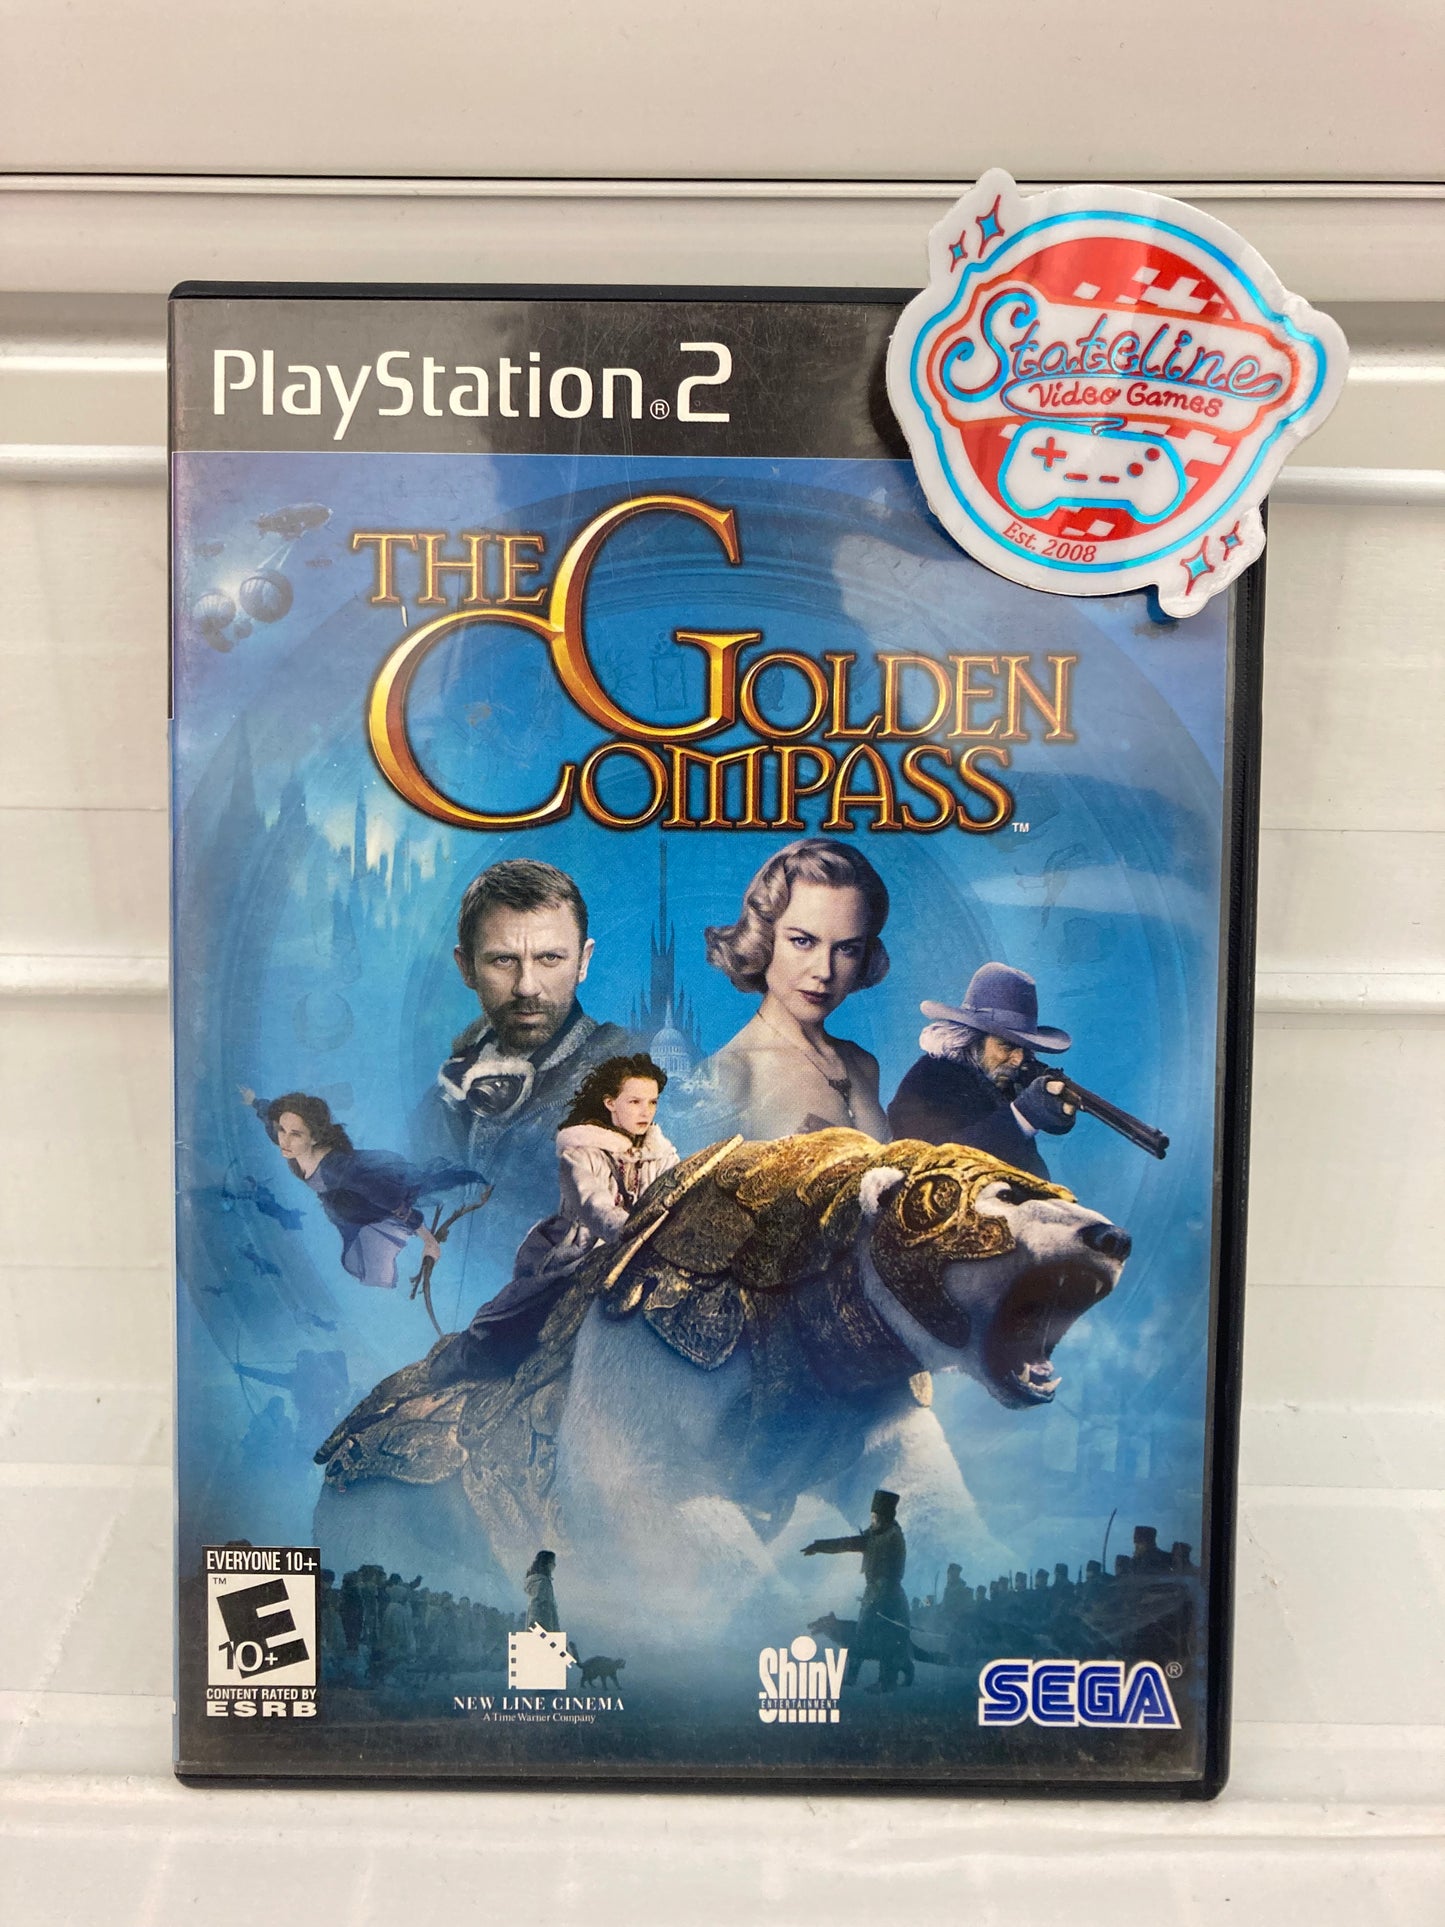 Stateline
Video Games
Est. 2008
PlayStation®2
THE GOLDEN
COMPASS™
EVERYONE 10+
™
E
10+
CONTENT RATED BY
ESRB
NEW LINE CINEMA
A Time Warner Company
Shiny
ENTERTAINMENT
SEGA®